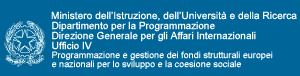 Ministero dell'Istruzione, dell'Università e della Ricerca
Dipartimento per la Programmazione
Direzione Generale per gli Affari Internazionali
Ufficio IV
Programmazione e gestione dei fondi strutturali europei
e nazionali per lo sviluppo e la coesione sociale